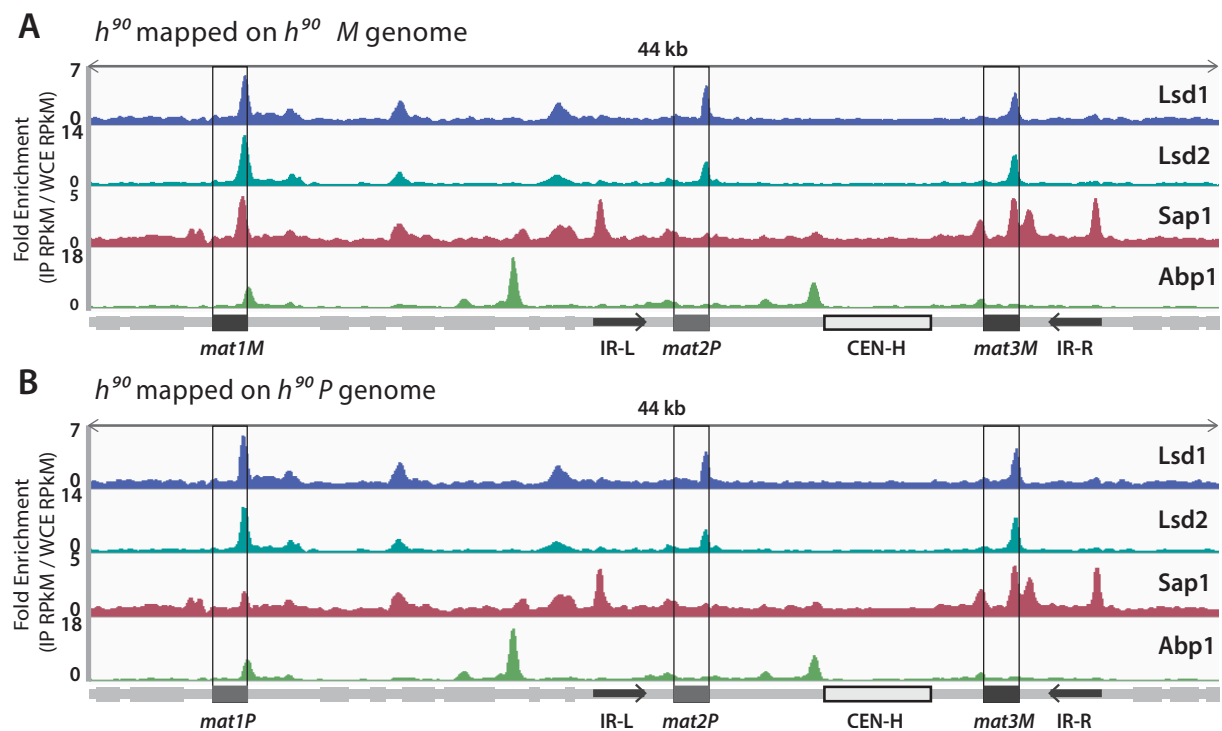 A
h⁹⁰ mapped on h⁹⁰ M genome
44 kb
Fold Enrichment
(IP RPkM / WCE RPkM)
7
Lsd1
0
14
Lsd2
0
5
Sap1
0
18
Abp1
0
mat1M IR-L mat2P CEN-H mat3M IR-R
B
h⁹⁰ mapped on h⁹⁰ P genome
44 kb
Fold Enrichment
(IP RPkM / WCE RPkM)
7
Lsd1
0
14
Lsd2
0
5
Sap1
0
18
Abp1
0
mat1P IR-L mat2P CEN-H mat3M IR-R